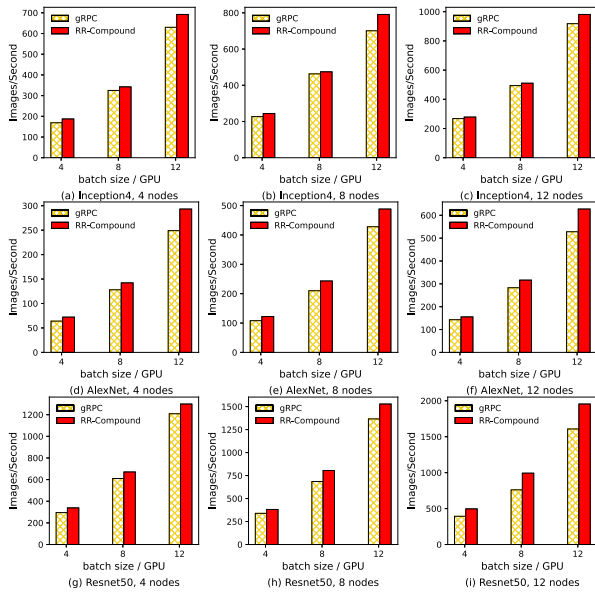 700
600
500
400
300
200
100
0
Images/Second
gRPC
RR-Compound
4 8 12
batch size / GPU
(a) Inception4, 4 nodes
800
600
400
200
0
Images/Second
gRPC
RR-Compound
4 8 12
batch size / GPU
(b) Inception4, 8 nodes
1000
800
600
400
200
0
Images/Second
gRPC
RR-Compound
4 8 12
batch size / GPU
(c) Inception4, 12 nodes
300
250
200
150
100
50
0
Images/Second
gRPC
RR-Compound
4 8 12
batch size / GPU
(d) AlexNet, 4 nodes
500
400
300
200
100
0
Images/Second
gRPC
RR-Compound
4 8 12
batch size / GPU
(e) AlexNet, 8 nodes
600
500
400
300
200
100
0
Images/Second
gRPC
RR-Compound
4 8 12
batch size / GPU
(f) AlexNet, 12 nodes
1200
1000
800
600
400
200
0
Images/Second
gRPC
RR-Compound
4 8 12
batch size / GPU
(g) Resnet50, 4 nodes
1500
1250
1000
750
500
250
0
Images/Second
gRPC
RR-Compound
4 8 12
batch size / GPU
(h) Resnet50, 8 nodes
2000
1500
1000
500
0
Images/Second
gRPC
RR-Compound
4 8 12
batch size / GPU
(i) Resnet50, 12 nodes